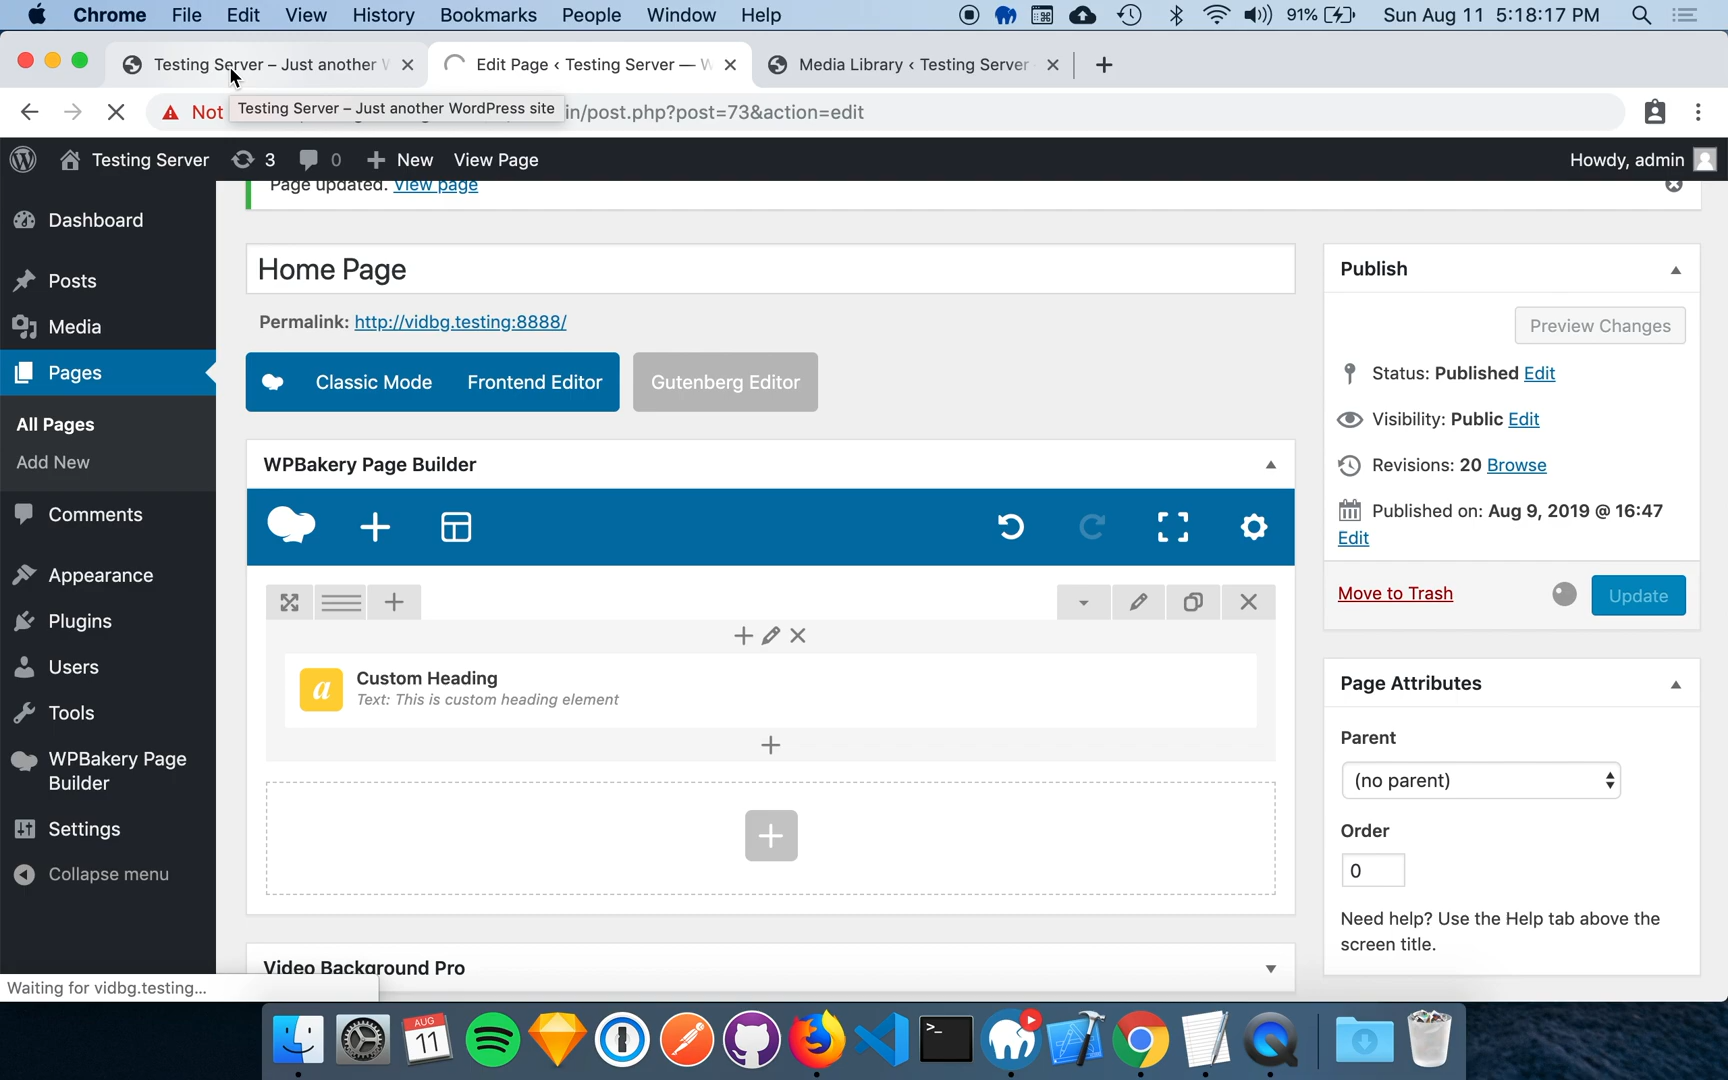 Chrome File Edit View History Bookmarks People Window Help 91% Sun Aug 11 5:18:17 PM
Testing Server – Just another W Edit Page ‹ Testing Server — W Media Library ‹ Testing Server
Not in/post.php?post=73&action=edit
Testing Server – Just another WordPress site
Testing Server 3 0 New View Page Howdy, admin
Page updated. View page
Dashboard
Posts
Media
Pages
All Pages
Add New
Comments
Appearance
Plugins
Users
Tools
WPBakery Page
Builder
Settings
Collapse menu
Home Page
Permalink: http://vidbg.testing:8888/
Classic Mode Frontend Editor Gutenberg Editor
WPBakery Page Builder
a
Custom Heading
Text: This is custom heading element
Video Background Pro
Publish
Preview Changes
Status: Published Edit
Visibility: Public Edit
Revisions: 20 Browse
Published on: Aug 9, 2019 @ 16:47
Edit
Move to Trash Update
Page Attributes
Parent
(no parent)
Order
0
Need help? Use the Help tab above the
screen title.
Waiting for vidbg.testing...
AUG
11